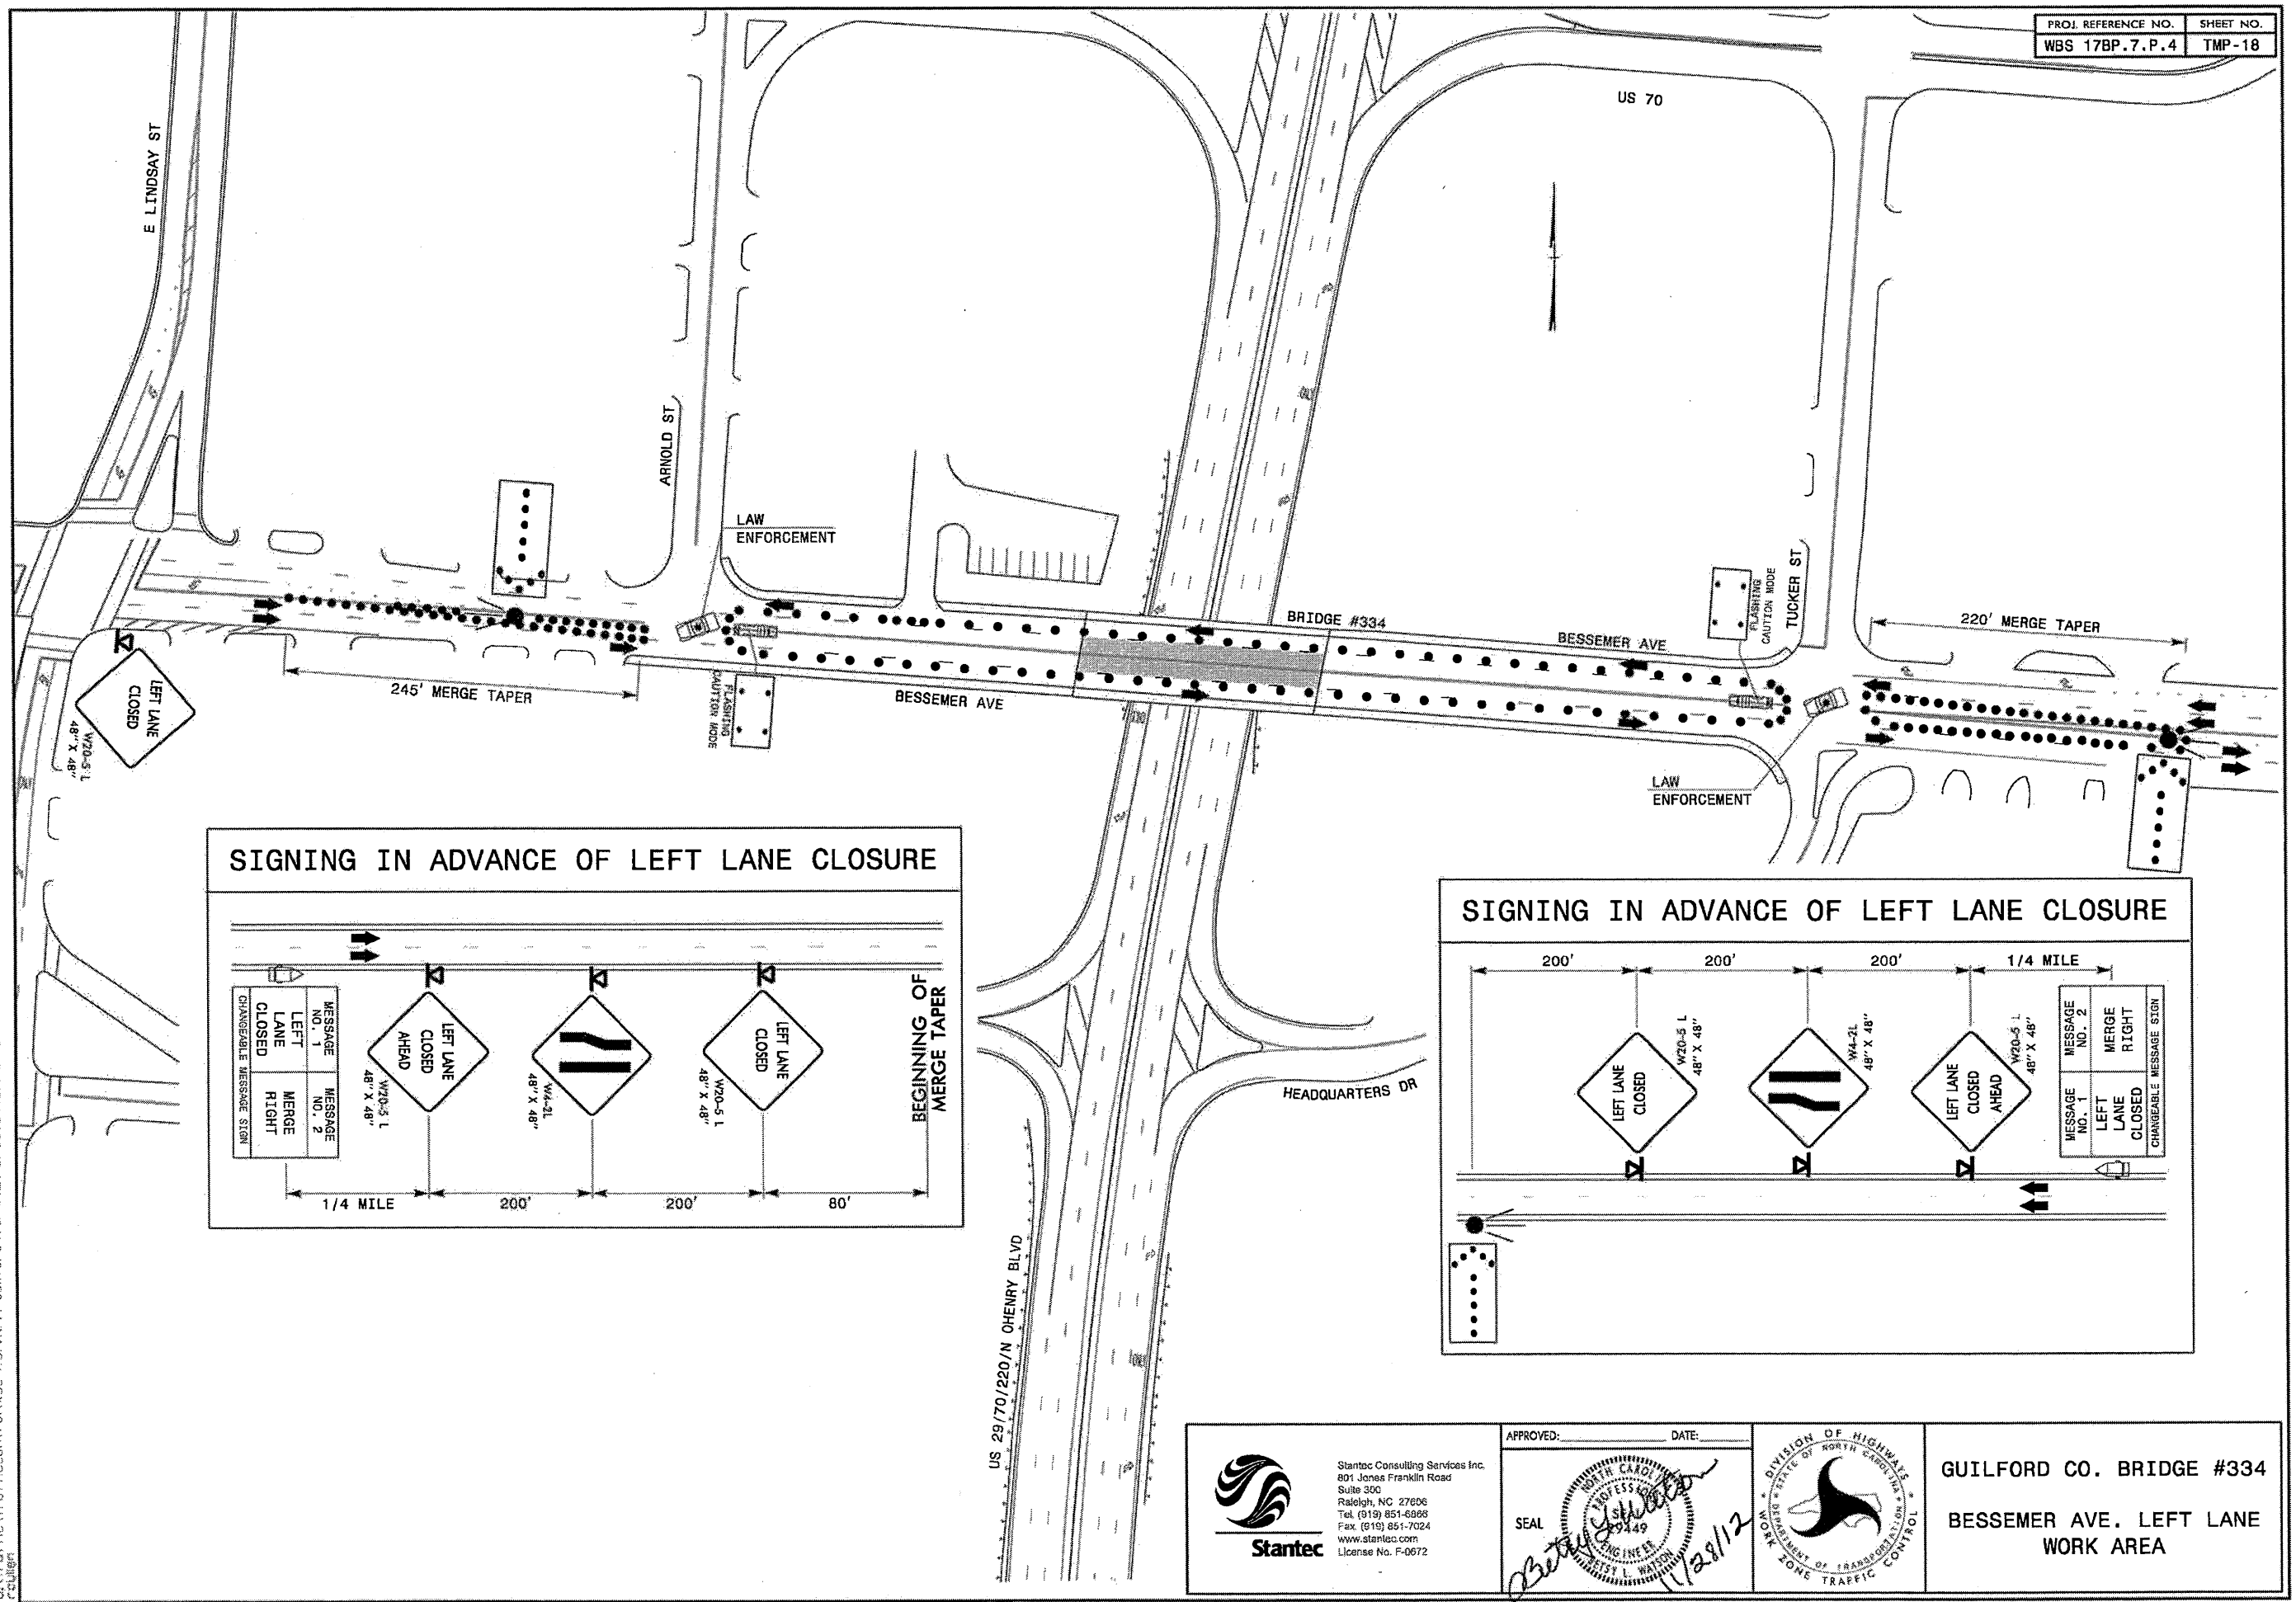 PROJ. REFERENCE NO. SHEET NO.
WBS 17BP.7.P.4 TMP-18
E LINDSAY ST
US 70
ARNOLD ST
LAW
ENFORCEMENT
TUCKER ST
FLASHING
CAUTION MODE
BRIDGE #334
BESSEMER AVE
220' MERGE TAPER
245' MERGE TAPER
BESSEMER AVE
FLASHING
CAUTION MODE
LEFT LANE
CLOSED
W20-5 L
48" X 48"
LAW
ENFORCEMENT
SIGNING IN ADVANCE OF LEFT LANE CLOSURE
MESSAGE
NO. 1
LEFT
LANE
CLOSED
MESSAGE
NO. 2
MERGE
RIGHT
CHANGEABLE MESSAGE SIGN
LEFT LANE
CLOSED
AHEAD
W20-5 L
48" X 48"
W4-2L
48" X 48"
LEFT LANE
CLOSED
W20-5 L
48" X 48"
BEGINNING OF
MERGE TAPER
1/4 MILE 200' 200' 80'
SIGNING IN ADVANCE OF LEFT LANE CLOSURE
200' 200' 200' 1/4 MILE
LEFT LANE
CLOSED
W20-5 L
48" X 48"
W4-2L
48" X 48"
LEFT LANE
CLOSED
AHEAD
W20-5 L
48" X 48"
MESSAGE
NO. 1
LEFT
LANE
CLOSED
MESSAGE
NO. 2
MERGE
RIGHT
CHANGEABLE MESSAGE SIGN
HEADQUARTERS DR
US 29/70/220/N OHENRY BLVD
Stantec
Stantec Consulting Services Inc.
801 Jones Franklin Road
Suite 300
Raleigh, NC 27606
Tel. (919) 851-6866
Fax. (919) 851-7024
www.stantec.com
License No. F-0672
APPROVED: DATE:
SEAL
NORTH CAROLINA
PROFESSIONAL
SEAL
29449
ENGINEER
BETSY L. WATSON
Betsy L. Watson
11/28/12
DIVISION OF HIGHWAYS
STATE OF NORTH CAROLINA
DEPARTMENT OF TRANSPORTATION
WORK ZONE TRAFFIC CONTROL
GUILFORD CO. BRIDGE #334
BESSEMER AVE. LEFT LANE
WORK AREA